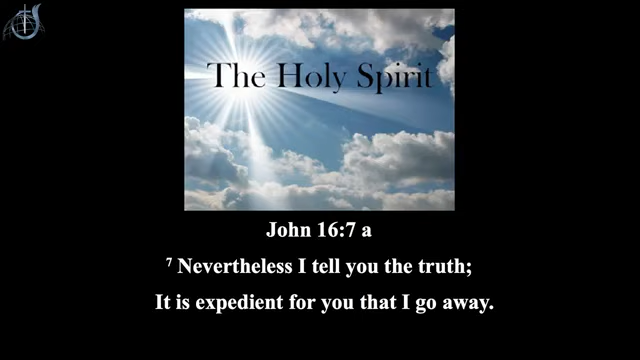 The Holy Spirit
John 16:7 a
7 Nevertheless I tell you the truth;
It is expedient for you that I go away.